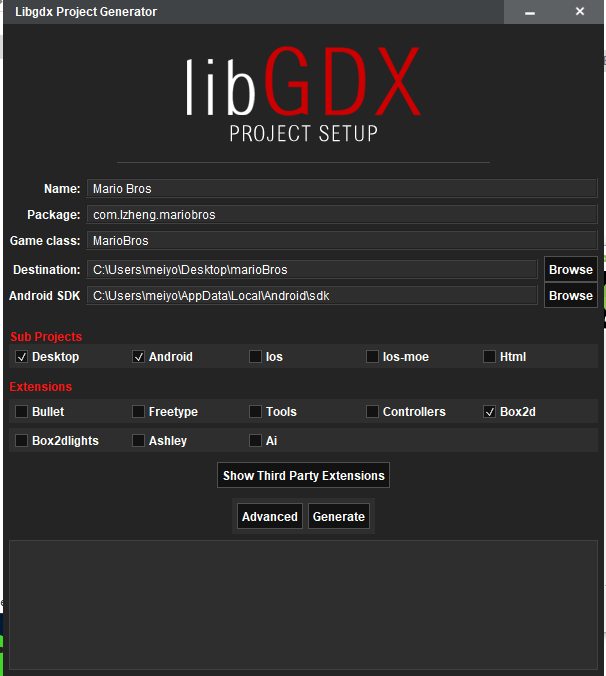 Libgdx Project Generator
libGDX
PROJECT SETUP
Name: Mario Bros
Package: com.lzheng.mariobros
Game class: MarioBros
Destination: C:\Users\meiyo\Desktop\marioBros Browse
Android SDK C:\Users\meiyo\AppData\Local\Android\sdk Browse
Sub Projects
Desktop Android Ios Ios-moe Html
Extensions
Bullet Freetype Tools Controllers Box2d
Box2dlights Ashley Ai
Show Third Party Extensions
Advanced Generate